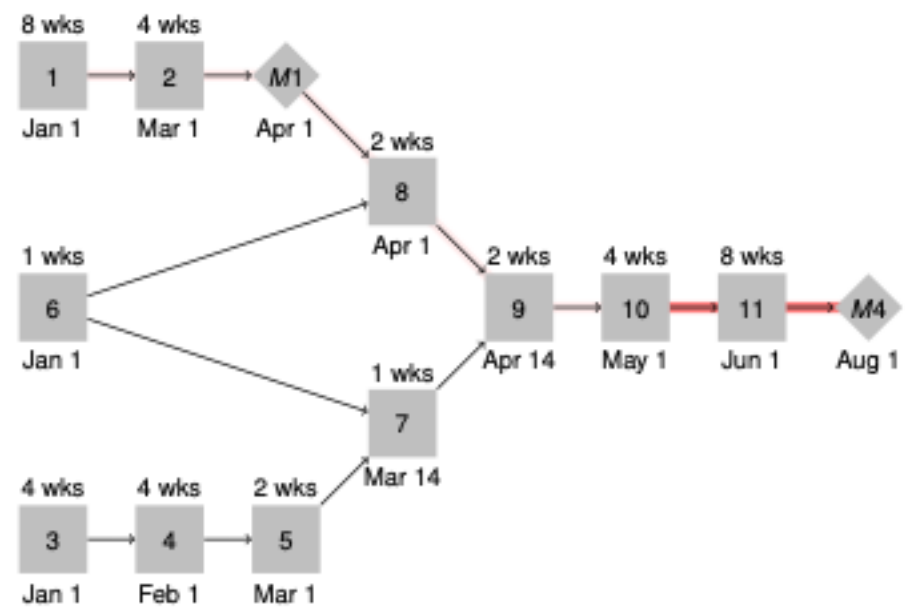 8 wks 4 wks
1 2 M1
Jan 1 Mar 1 Apr 1
2 wks
8
Apr 1
1 wks 2 wks 4 wks 8 wks
6 9 10 11 M4
Jan 1 Apr 14 May 1 Jun 1 Aug 1
1 wks
7
Mar 14
4 wks 4 wks 2 wks
3 4 5
Jan 1 Feb 1 Mar 1